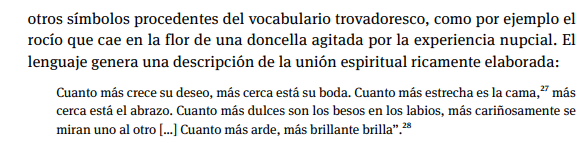 otros símbolos procedentes del vocabulario trovadoresco, como por ejemplo el
rocío que cae en la flor de una doncella agitada por la experiencia nupcial. El
lenguaje genera una descripción de la unión espiritual ricamente elaborada:
Cuanto más crece su deseo, más cerca está su boda. Cuanto más estrecha es la cama,²⁷ más
cerca está el abrazo. Cuanto más dulces son los besos en los labios, más cariñosamente se
miran uno al otro [...] Cuanto más arde, más brillante brilla”.²⁸